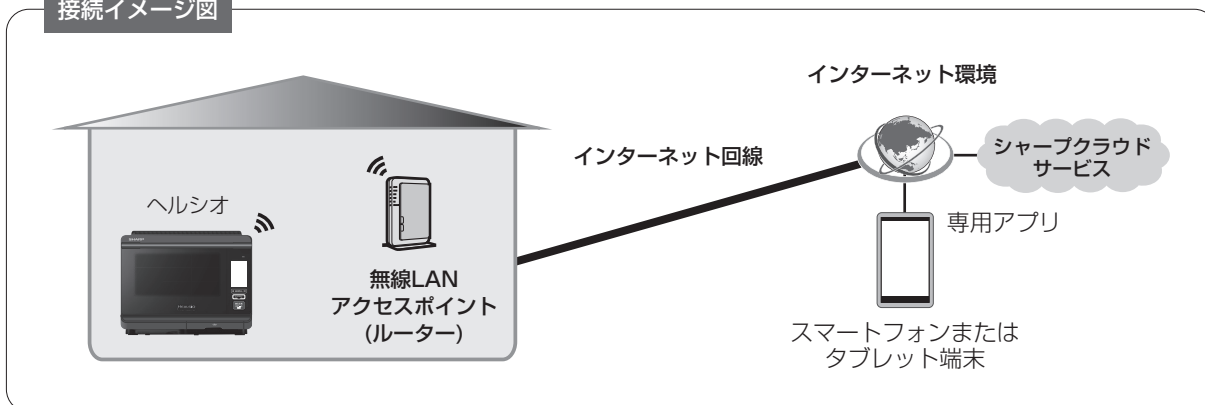 接続イメージ図
インターネット環境
シャープクラウド
サービス
インターネット回線
ヘルシオ
専用アプリ
無線LAN
アクセスポイント
(ルーター)
スマートフォンまたは
タブレット端末